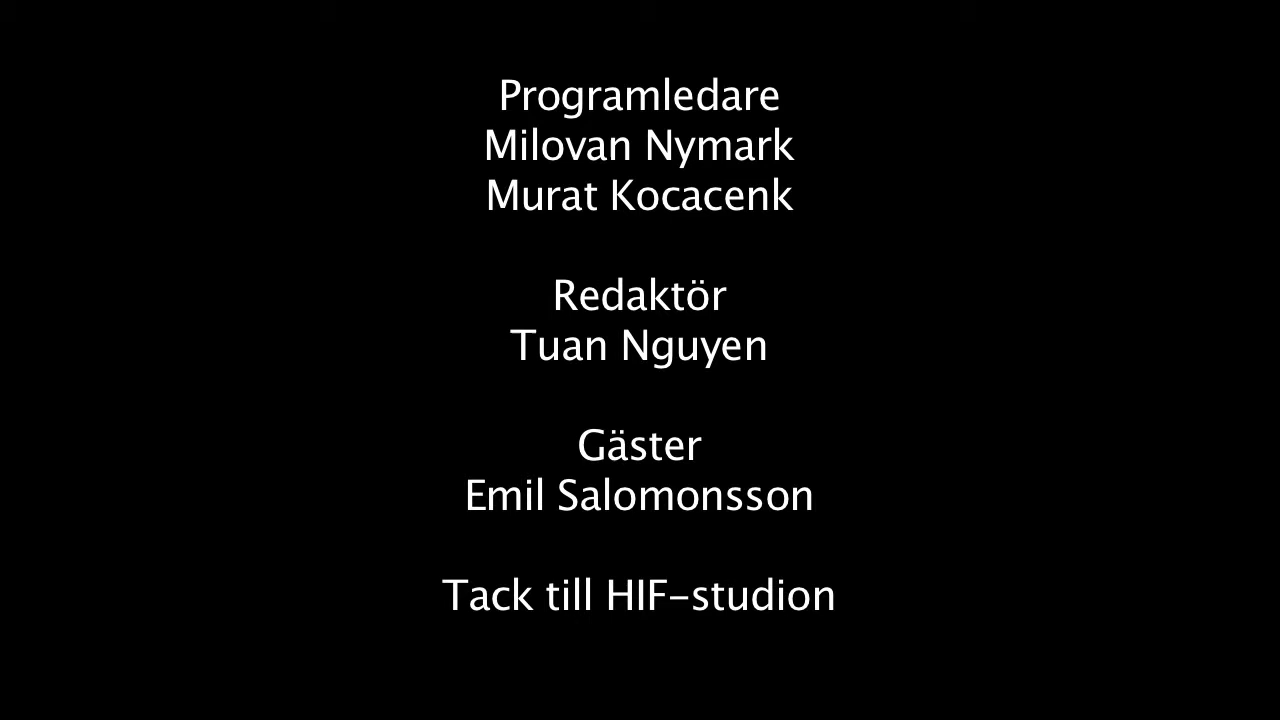 Programledare
Milovan Nymark
Murat Kocacenk
Redaktör
Tuan Nguyen
Gäster
Emil Salomonsson
Tack till HIF-studion